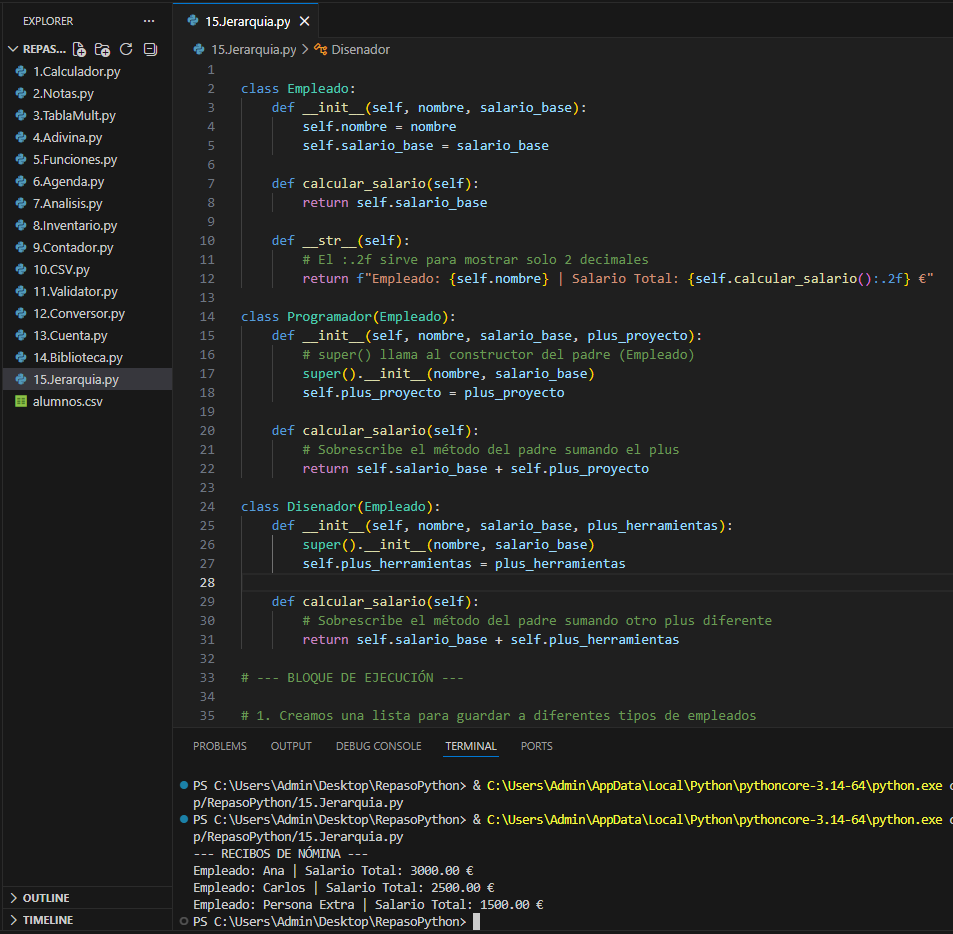 EXPLORER
···
REPAS...
1.Calculador.py
2.Notas.py
3.TablaMult.py
4.Adivina.py
5.Funciones.py
6.Agenda.py
7.Analisis.py
8.Inventario.py
9.Contador.py
10.CSV.py
11.Validator.py
12.Conversor.py
13.Cuenta.py
14.Biblioteca.py
15.Jerarquia.py
alumnos.csv
OUTLINE
TIMELINE
15.Jerarquia.py
15.Jerarquia.py > Disenador
1
2 class Empleado:
3     def __init__(self, nombre, salario_base):
4         self.nombre = nombre
5         self.salario_base = salario_base
6
7     def calcular_salario(self):
8         return self.salario_base
9
10     def __str__(self):
11         # El :.2f sirve para mostrar solo 2 decimales
12         return f"Empleado: {self.nombre} | Salario Total: {self.calcular_salario():.2f} €"
13
14 class Programador(Empleado):
15     def __init__(self, nombre, salario_base, plus_proyecto):
16         # super() llama al constructor del padre (Empleado)
17         super().__init__(nombre, salario_base)
18         self.plus_proyecto = plus_proyecto
19
20     def calcular_salario(self):
21         # Sobrescribe el método del padre sumando el plus
22         return self.salario_base + self.plus_proyecto
23
24 class Disenador(Empleado):
25     def __init__(self, nombre, salario_base, plus_herramientas):
26         super().__init__(nombre, salario_base)
27         self.plus_herramientas = plus_herramientas
28
29     def calcular_salario(self):
30         # Sobrescribe el método del padre sumando otro plus diferente
31         return self.salario_base + self.plus_herramientas
32
33 # --- BLOQUE DE EJECUCIÓN ---
34
35 # 1. Creamos una lista para guardar a diferentes tipos de empleados
PROBLEMS OUTPUT DEBUG CONSOLE TERMINAL PORTS
PS C:\Users\Admin\Desktop\RepasoPython> & C:\Users\Admin\AppData\Local\Python\pythoncore-3.14-64\python.exe
p/RepasoPython/15.Jerarquia.py
PS C:\Users\Admin\Desktop\RepasoPython> & C:\Users\Admin\AppData\Local\Python\pythoncore-3.14-64\python.exe
p/RepasoPython/15.Jerarquia.py
--- RECIBOS DE NÓMINA ---
Empleado: Ana | Salario Total: 3000.00 €
Empleado: Carlos | Salario Total: 2500.00 €
Empleado: Persona Extra | Salario Total: 1500.00 €
PS C:\Users\Admin\Desktop\RepasoPython>